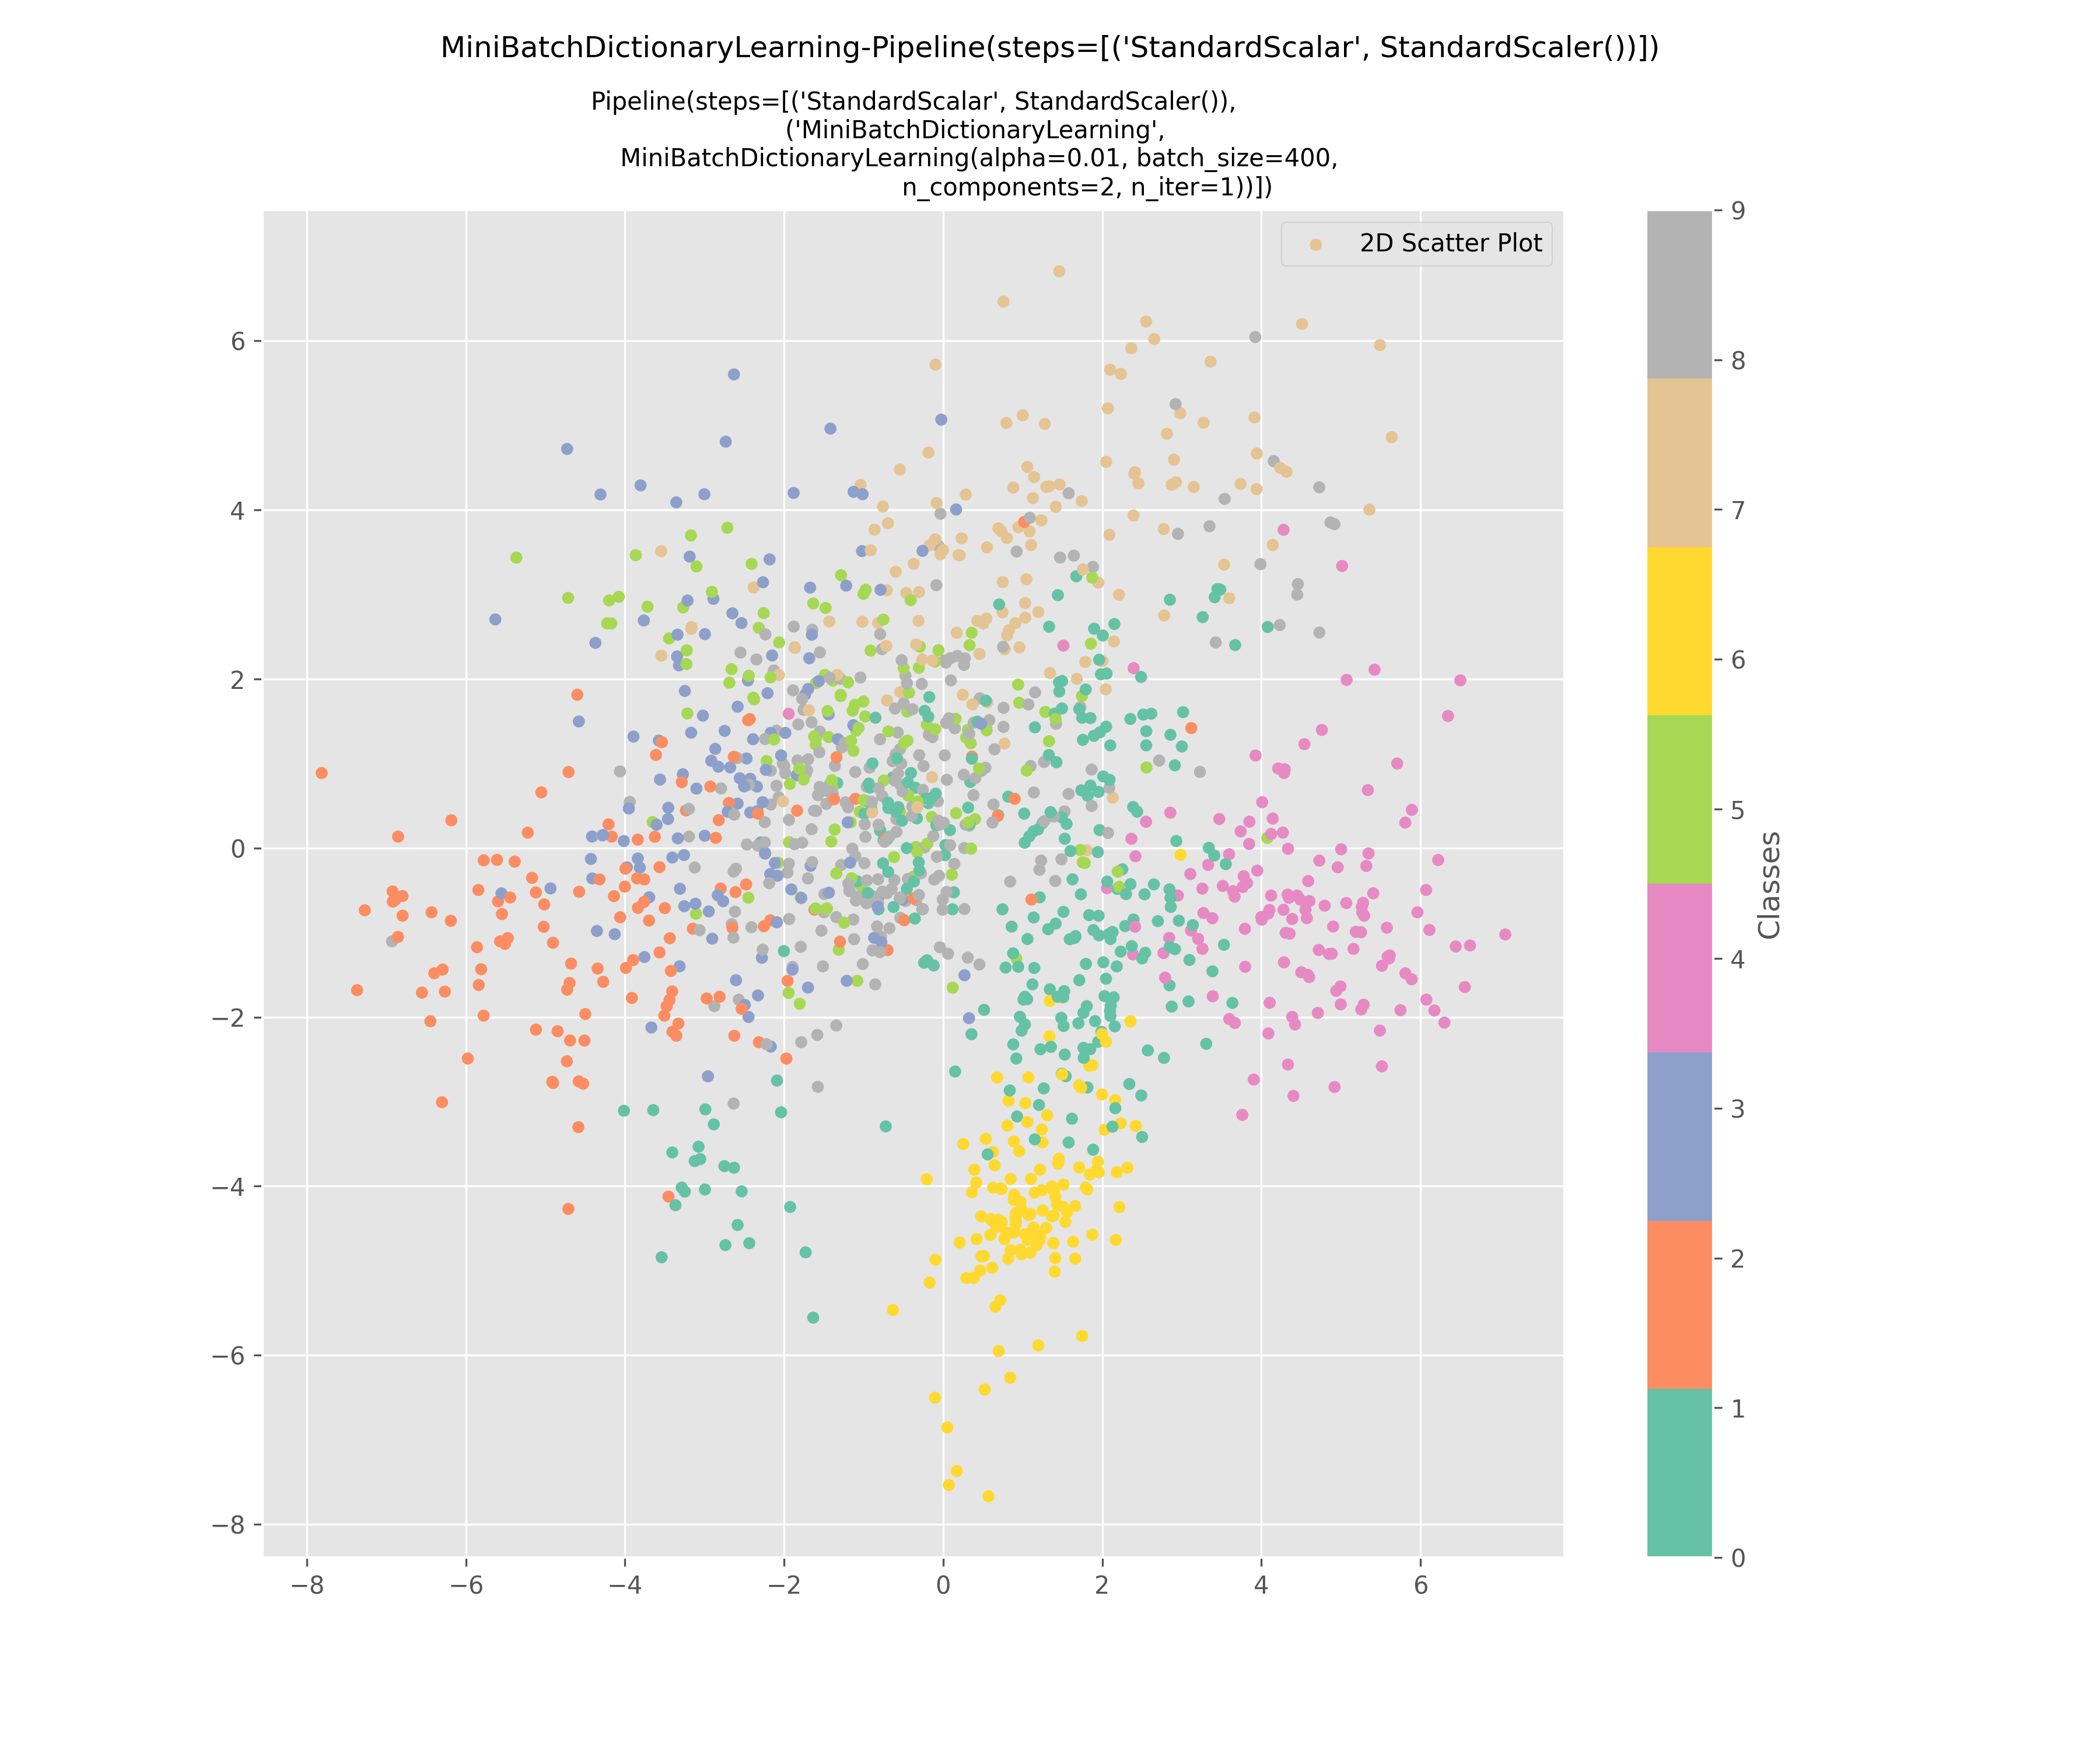 MiniBatchDictionaryLearning-Pipeline(steps=[('StandardScalar', StandardScaler())])
Pipeline(steps=[('StandardScalar', StandardScaler()),
('MiniBatchDictionaryLearning',
MiniBatchDictionaryLearning(alpha=0.01, batch_size=400,
n_components=2, n_iter=1))])
2D Scatter Plot
6
4
2
0
−2
−4
−6
−8
−8 −6 −4 −2 0 2 4 6
9
8
7
6
5
4
3
2
1
0
Classes